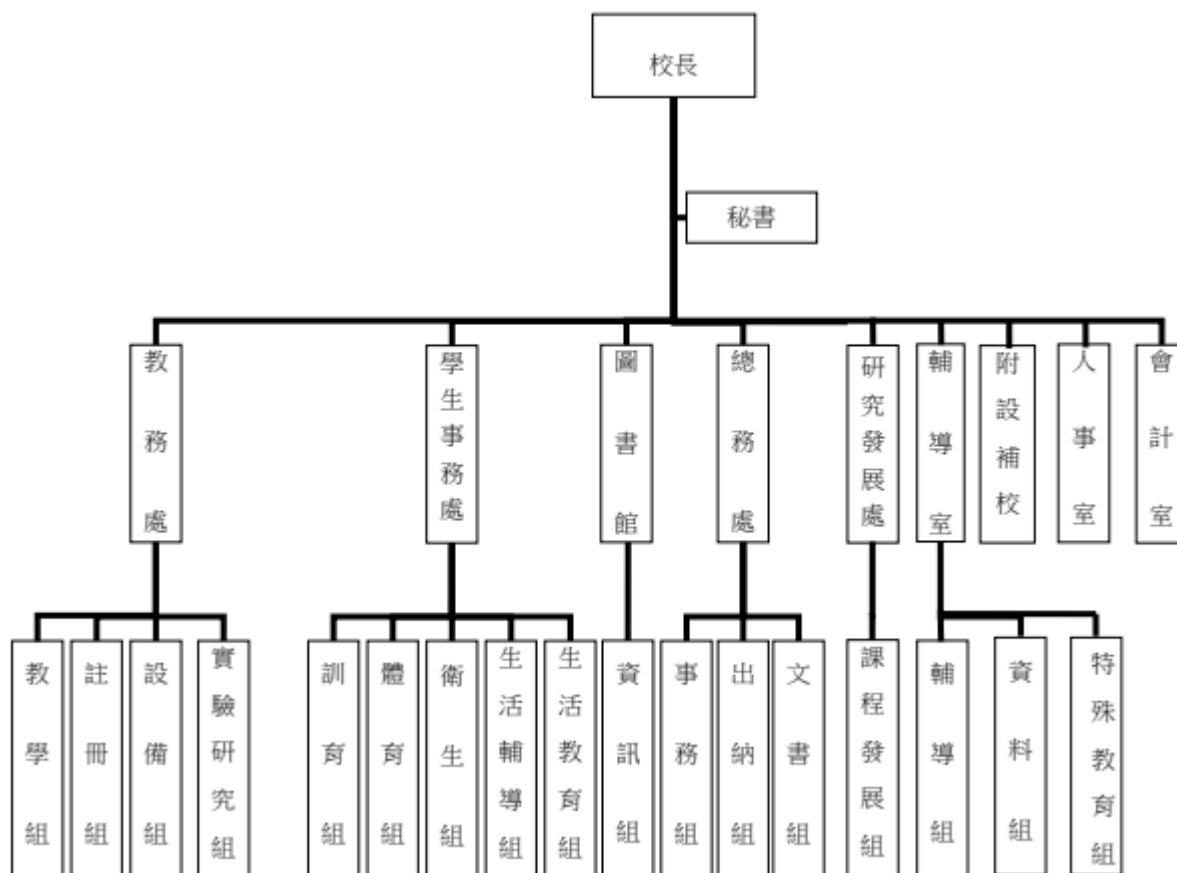 校長
秘書
教務處
學生事務處
圖書館
總務處
研究發展處
輔導室
附設補校
人事室
會計室
教學組
註冊組
設備組
實驗研究組
訓育組
體育組
衛生組
生活輔導組
生活教育組
資訊組
事務組
出納組
文書組
課程發展組
輔導組
資料組
特殊教育組